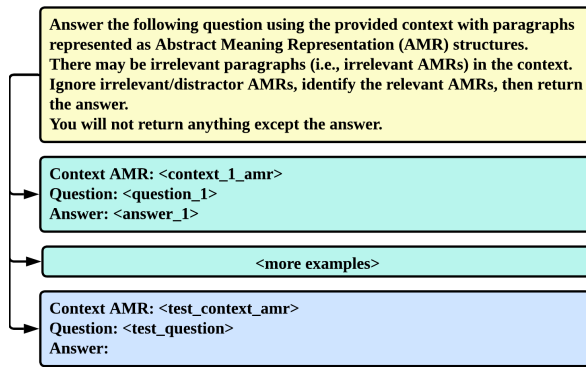 Answer the following question using the provided context with paragraphs
represented as Abstract Meaning Representation (AMR) structures.
There may be irrelevant paragraphs (i.e., irrelevant AMRs) in the context.
Ignore irrelevant/distractor AMRs, identify the relevant AMRs, then return
the answer.
You will not return anything except the answer.
Context AMR: <context_1_amr>
Question: <question_1>
Answer: <answer_1>
<more examples>
Context AMR: <test_context_amr>
Question: <test_question>
Answer: